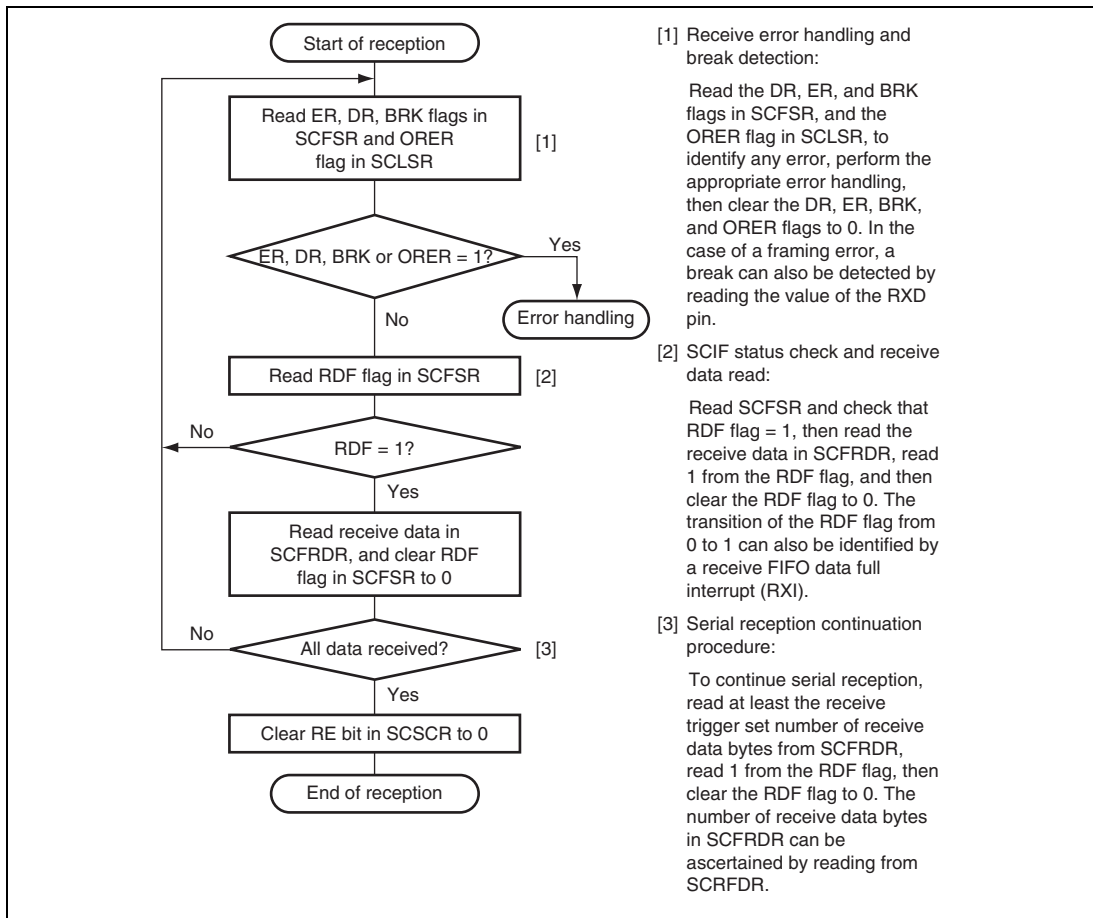 Start of reception
Read ER, DR, BRK flags in
SCFSR and ORER
flag in SCLSR
[1]
ER, DR, BRK or ORER = 1?
Yes
Error handling
No
Read RDF flag in SCFSR
[2]
No
RDF = 1?
Yes
Read receive data in
SCFRDR, and clear RDF
flag in SCFSR to 0
No
All data received?
[3]
Yes
Clear RE bit in SCSCR to 0
End of reception
[1] Receive error handling and
break detection:
Read the DR, ER, and BRK
flags in SCFSR, and the
ORER flag in SCLSR, to
identify any error, perform the
appropriate error handling,
then clear the DR, ER, BRK,
and ORER flags to 0. In the
case of a framing error, a
break can also be detected by
reading the value of the RXD
pin.
[2] SCIF status check and receive
data read:
Read SCFSR and check that
RDF flag = 1, then read the
receive data in SCFRDR, read
1 from the RDF flag, and then
clear the RDF flag to 0. The
transition of the RDF flag from
0 to 1 can also be identified by
a receive FIFO data full
interrupt (RXI).
[3] Serial reception continuation
procedure:
To continue serial reception,
read at least the receive
trigger set number of receive
data bytes from SCFRDR,
read 1 from the RDF flag, then
clear the RDF flag to 0. The
number of receive data bytes
in SCFRDR can be
ascertained by reading from
SCRFDR.